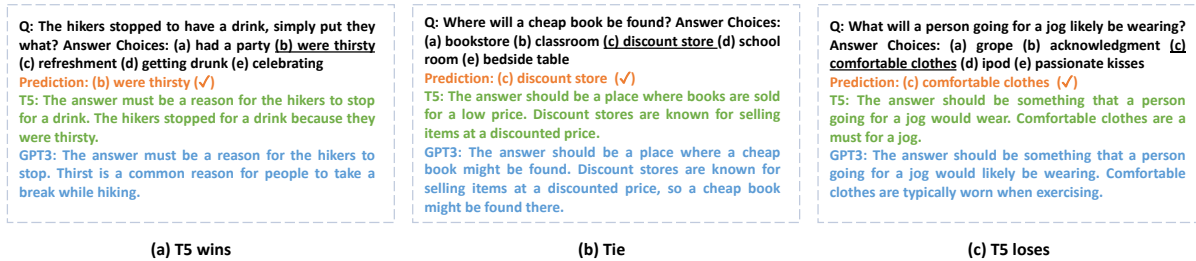 Q: The hikers stopped to have a drink, simply put they
what? Answer Choices: (a) had a party (b) were thirsty
(c) refreshment (d) getting drunk (e) celebrating
Prediction: (b) were thirsty (✓)
T5: The answer must be a reason for the hikers to stop
for a drink. The hikers stopped for a drink because they
were thirsty.
GPT3: The answer must be a reason for the hikers to
stop. Thirst is a common reason for people to take a
break while hiking.
(a) T5 wins
Q: Where will a cheap book be found? Answer Choices:
(a) bookstore (b) classroom (c) discount store (d) school
room (e) bedside table
Prediction: (c) discount store (✓)
T5: The answer should be a place where books are sold
for a low price. Discount stores are known for selling
items at a discounted price.
GPT3: The answer should be a place where a cheap
book might be found. Discount stores are known for
selling items at a discounted price, so a cheap book
might be found there.
(b) Tie
Q: What will a person going for a jog likely be wearing?
Answer Choices: (a) grope (b) acknowledgment (c)
comfortable clothes (d) ipod (e) passionate kisses
Prediction: (c) comfortable clothes (✓)
T5: The answer should be something that a person
going for a jog would wear. Comfortable clothes are a
must for a jog.
GPT3: The answer should be something that a person
going for a jog would likely be wearing. Comfortable
clothes are typically worn when exercising.
(c) T5 loses